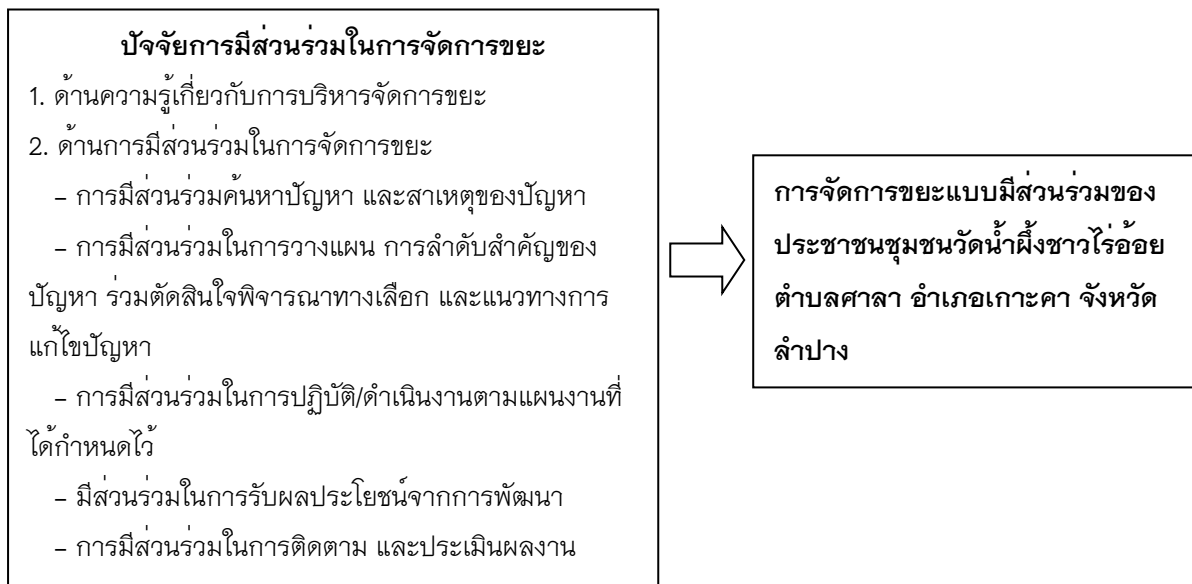 ปัจจัยการมีส่วนร่วมในการจัดการขยะ
1. ด้านความรู้เกี่ยวกับการบริหารจัดการขยะ
2. ด้านการมีส่วนร่วมในการจัดการขยะ
– การมีส่วนร่วมค้นหาปัญหา และสาเหตุของปัญหา
– การมีส่วนร่วมในการวางแผน การลำดับสำคัญของ
ปัญหา ร่วมตัดสินใจพิจารณาทางเลือก และแนวทางการ
แก้ไขปัญหา
– การมีส่วนร่วมในการปฏิบัติ/ดำเนินงานตามแผนงานที่
ได้กำหนดไว้
– มีส่วนร่วมในการรับผลประโยชน์จากการพัฒนา
– การมีส่วนร่วมในการติดตาม และประเมินผลงาน
การจัดการขยะแบบมีส่วนร่วมของ
ประชาชนชุมชนวัดน้ำผึ้งชาวไร่อ้อย
ตำบลศาลา อำเภอเกาะคา จังหวัด
ลำปาง